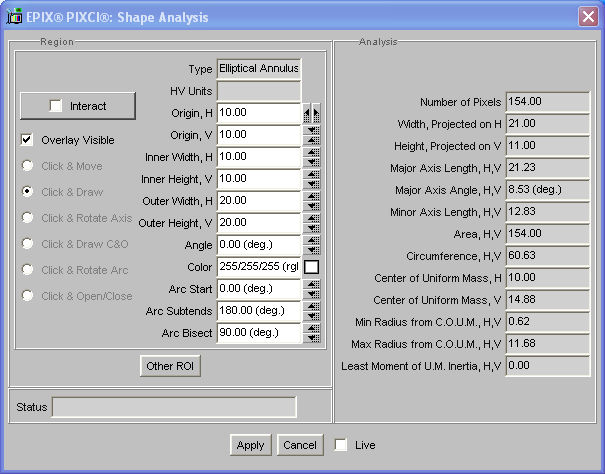 EPIX® PIXCI®: Shape Analysis
Region
Type Elliptical Annulus
HV Units
Interact
Origin, H 10.00
Overlay Visible
Origin, V 10.00
Click & Move
Inner Width, H 10.00
Click & Draw
Inner Height, V 10.00
Click & Rotate Axis
Outer Width, H 20.00
Click & Draw C&O
Outer Height, V 20.00
Click & Rotate Arc
Angle 0.00 (deg.)
Click & Open/Close
Color 255/255/255 (rgl
Arc Start 0.00 (deg.)
Arc Subtends 180.00 (deg.)
Arc Bisect 90.00 (deg.)
Other ROI
Status
Analysis
Number of Pixels 154.00
Width, Projected on H 21.00
Height, Projected on V 11.00
Major Axis Length, H,V 21.23
Major Axis Angle, H,V 8.53 (deg.)
Minor Axis Length, H,V 12.83
Area, H,V 154.00
Circumference, H,V 60.63
Center of Uniform Mass, H 10.00
Center of Uniform Mass, V 14.88
Min Radius from C.O.U.M., H,V 0.62
Max Radius from C.O.U.M., H,V 11.68
Least Moment of U.M. Inertia, H,V 0.00
Apply
Cancel
Live